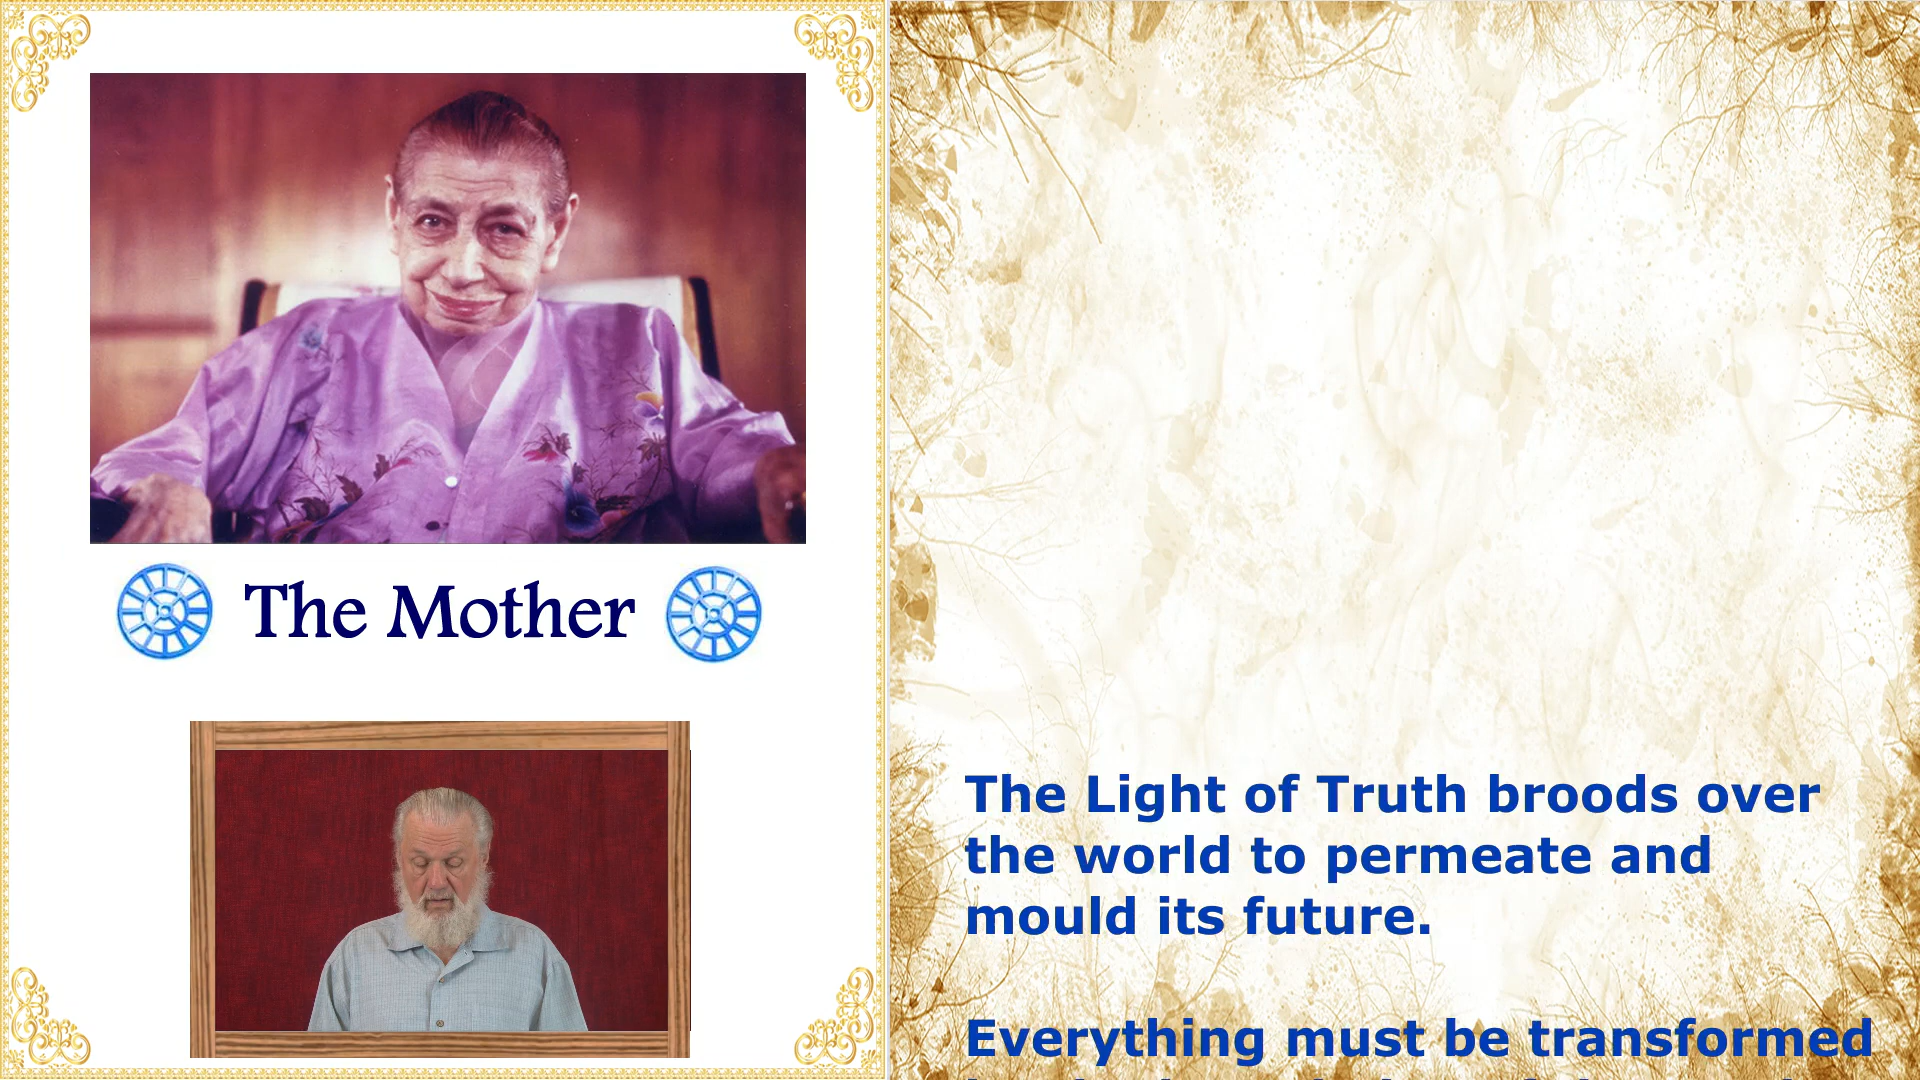 The Mother
The Light of Truth broods over
the world to permeate and
mould its future.
Everything must be transformed